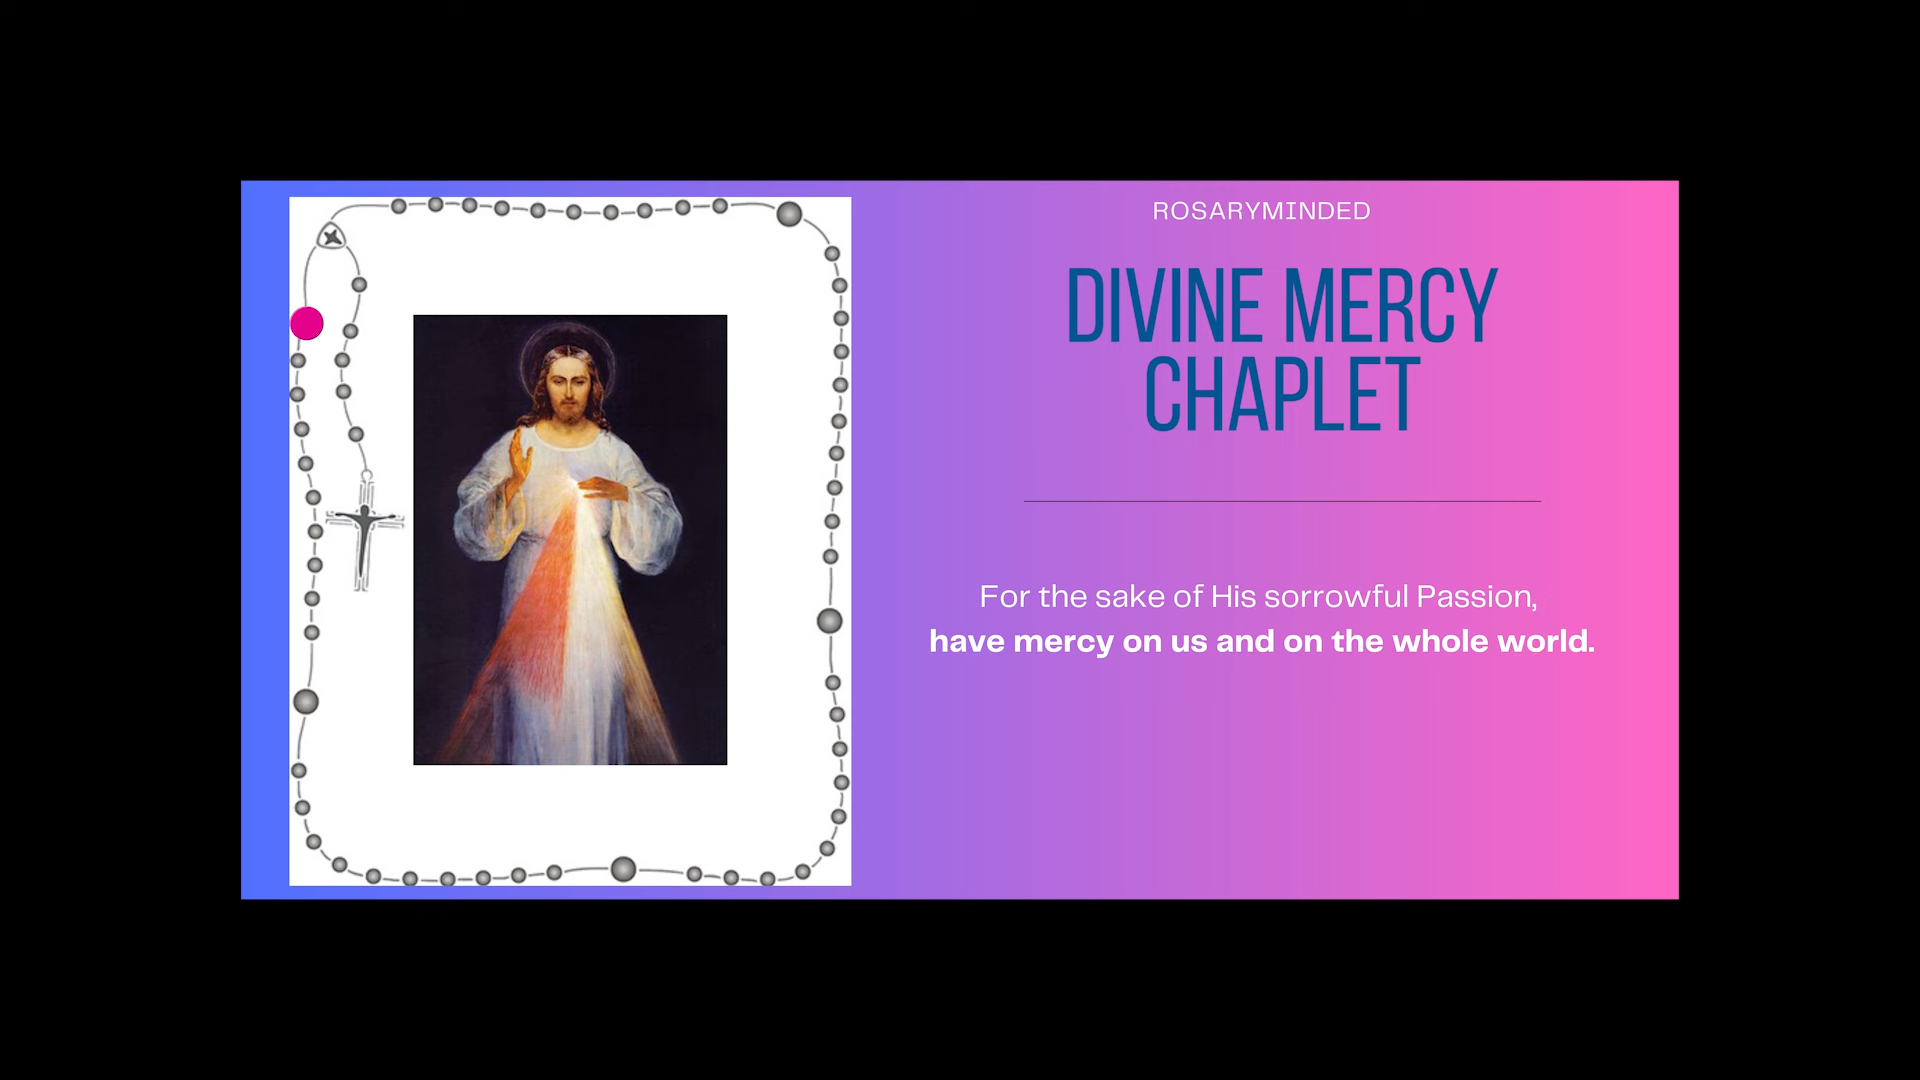 ROSARYMINDED
DIVINE MERCY
CHAPLET
For the sake of His sorrowful Passion,
have mercy on us and on the whole world.